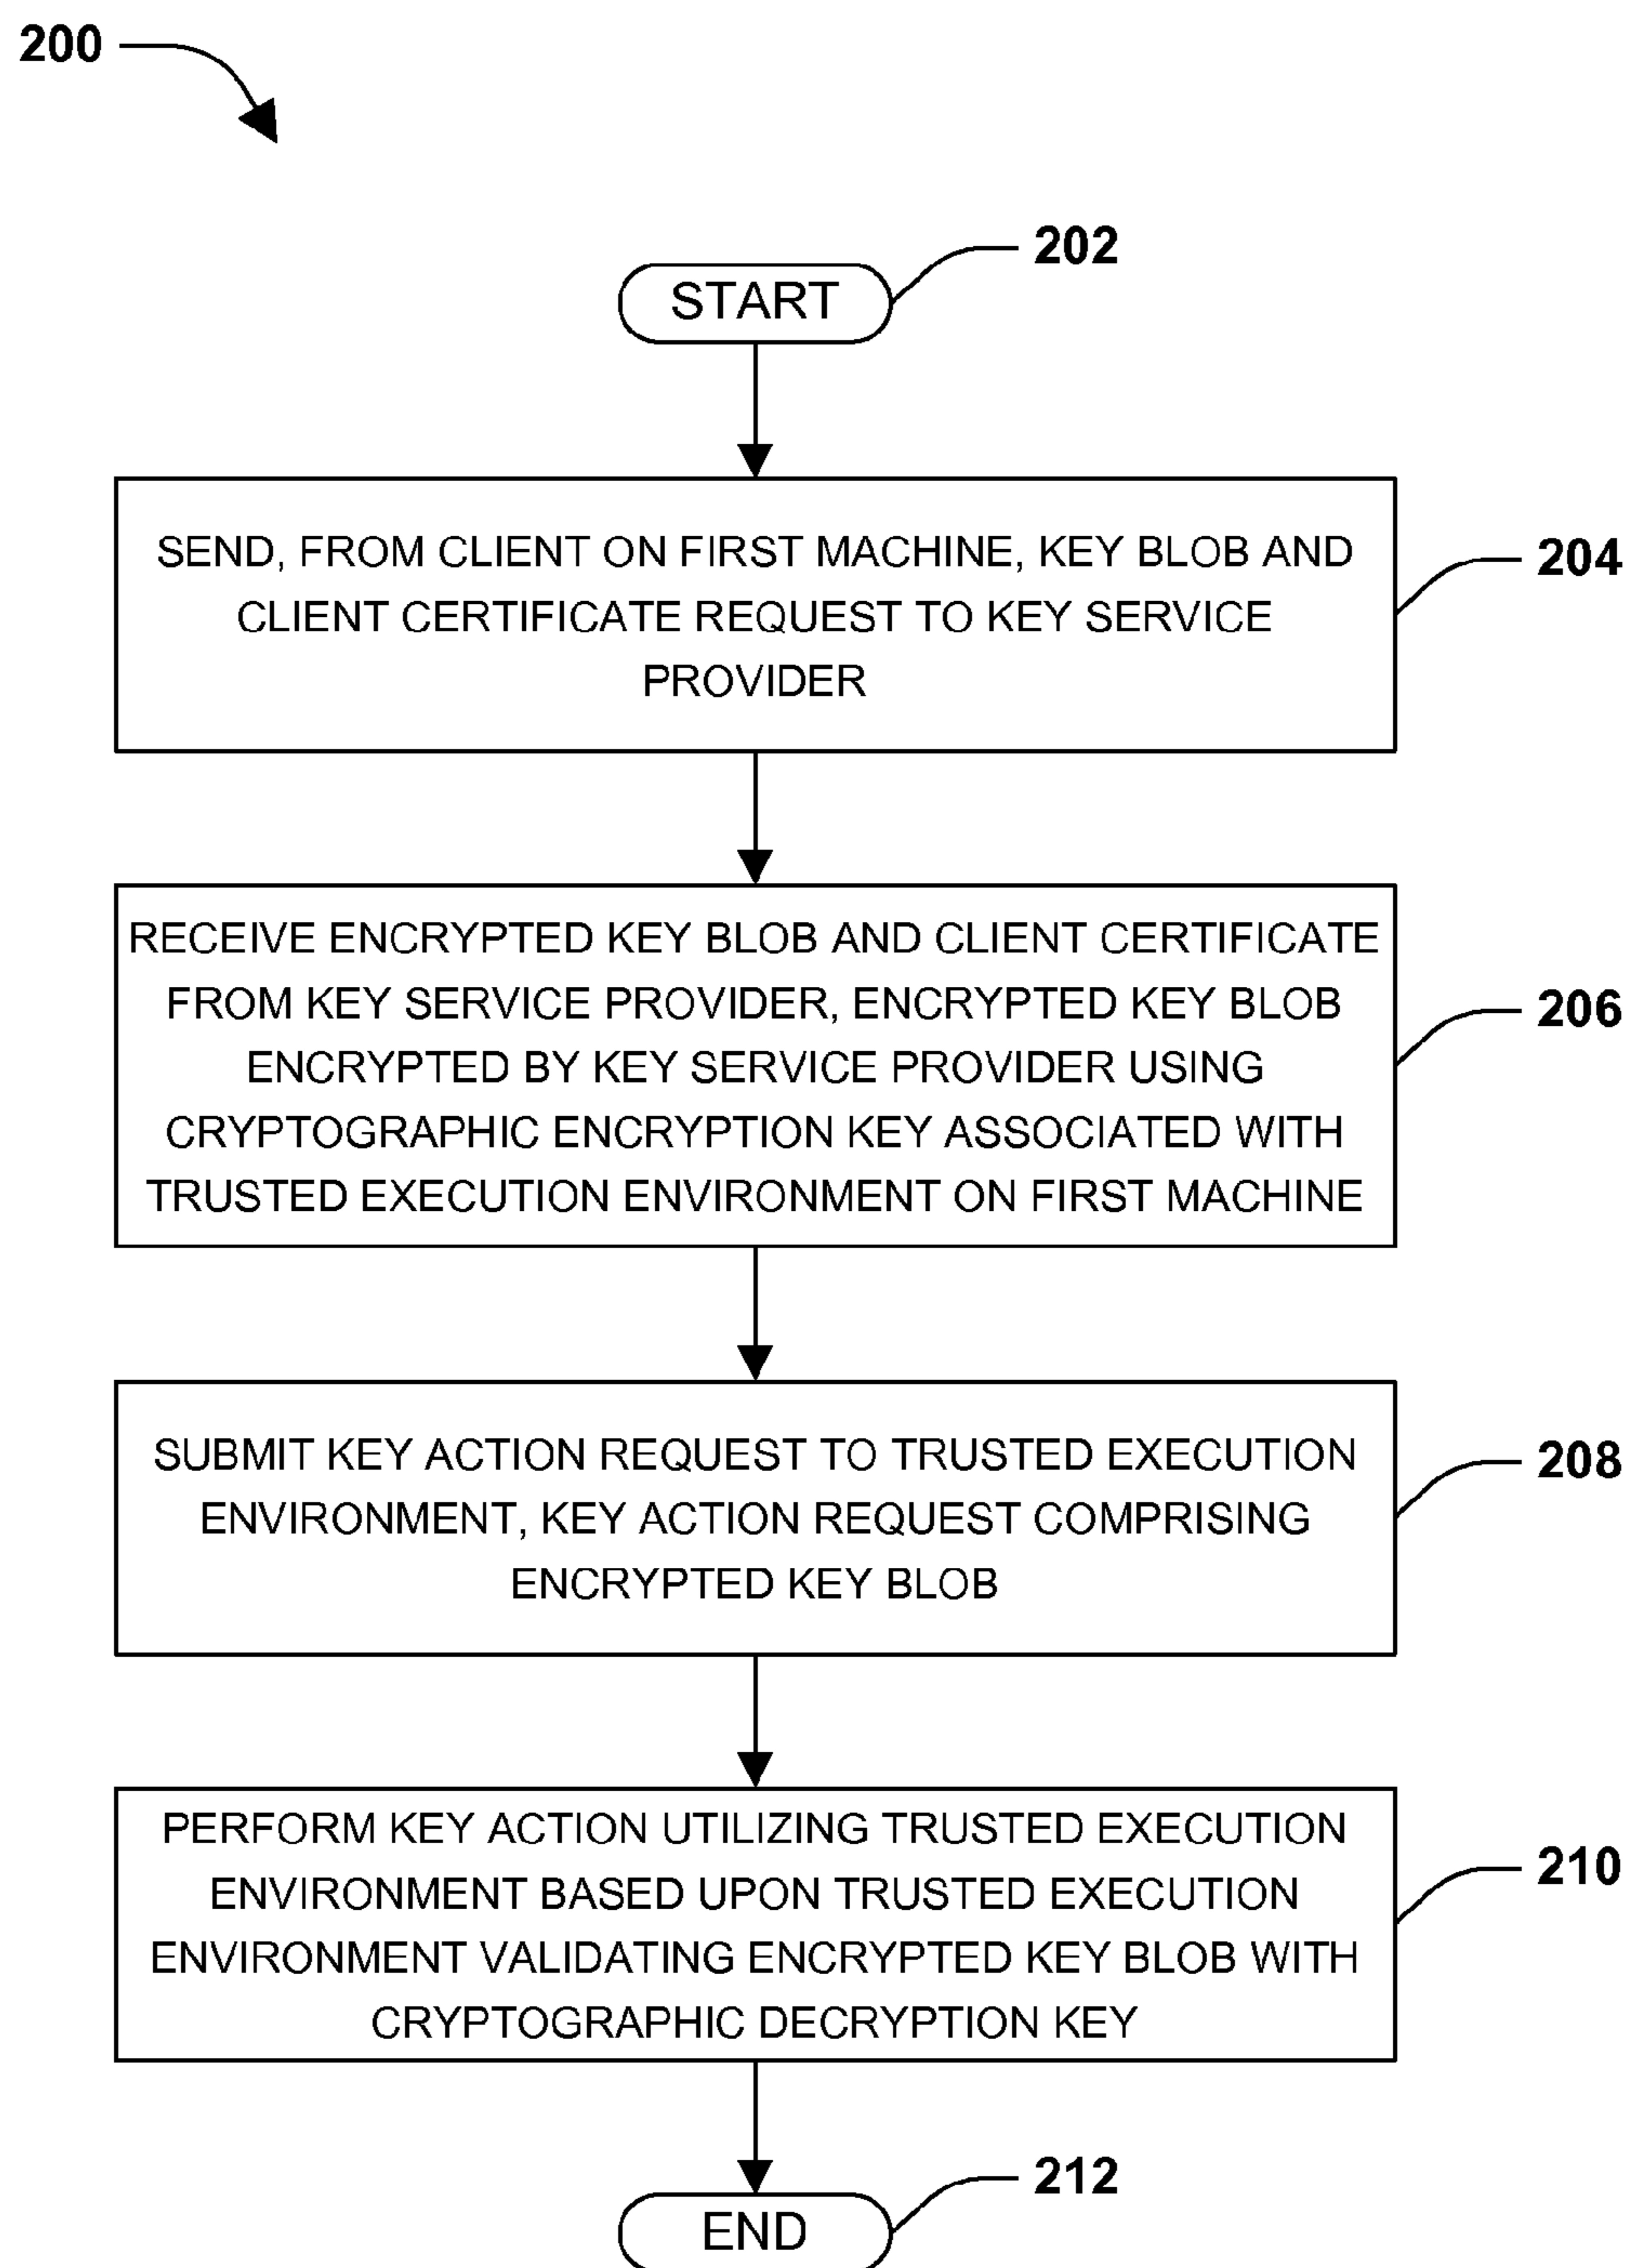 200
202
START
SEND, FROM CLIENT ON FIRST MACHINE, KEY BLOB AND
CLIENT CERTIFICATE REQUEST TO KEY SERVICE
PROVIDER
204
RECEIVE ENCRYPTED KEY BLOB AND CLIENT CERTIFICATE
FROM KEY SERVICE PROVIDER, ENCRYPTED KEY BLOB
ENCRYPTED BY KEY SERVICE PROVIDER USING
CRYPTOGRAPHIC ENCRYPTION KEY ASSOCIATED WITH
TRUSTED EXECUTION ENVIRONMENT ON FIRST MACHINE
206
SUBMIT KEY ACTION REQUEST TO TRUSTED EXECUTION
ENVIRONMENT, KEY ACTION REQUEST COMPRISING
ENCRYPTED KEY BLOB
208
PERFORM KEY ACTION UTILIZING TRUSTED EXECUTION
ENVIRONMENT BASED UPON TRUSTED EXECUTION
ENVIRONMENT VALIDATING ENCRYPTED KEY BLOB WITH
CRYPTOGRAPHIC DECRYPTION KEY
210
212
END